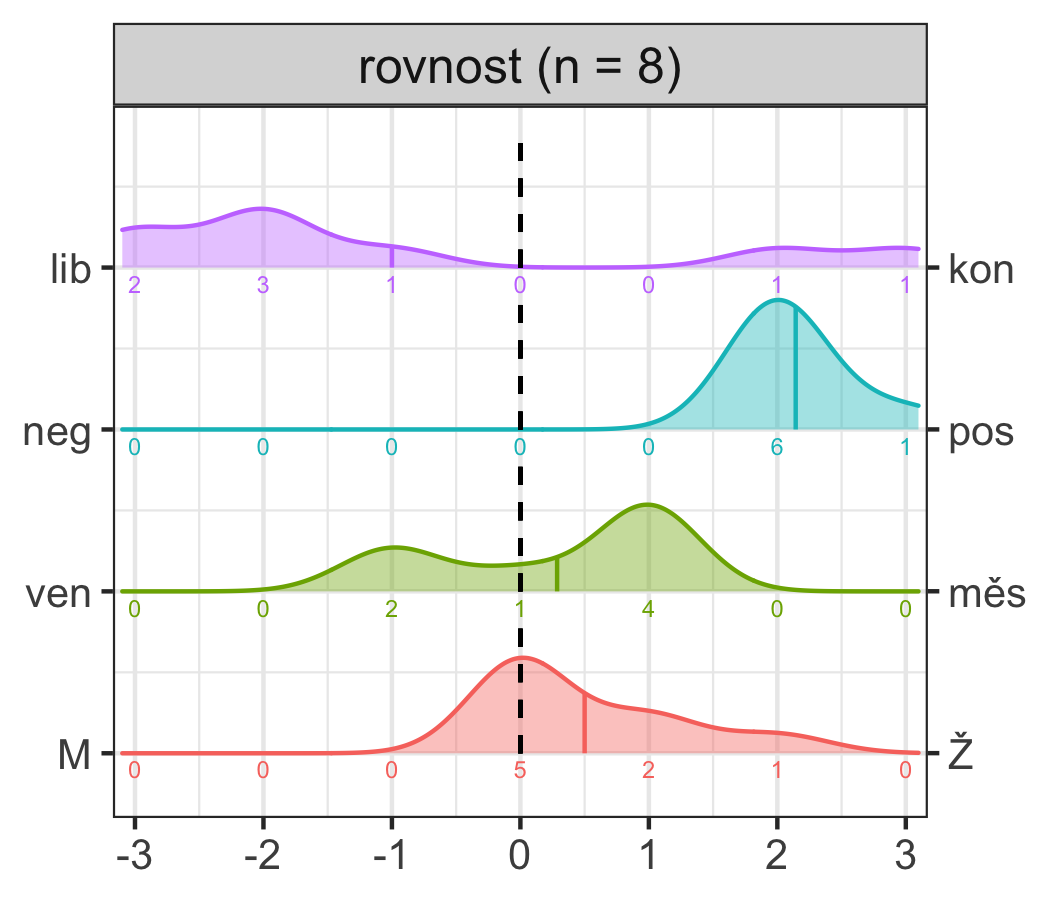 rovnost (n = 8)
lib kon
2 3 1 0 0 1 1
neg pos
0 0 0 0 0 6 1
ven měs
0 0 2 1 4 0 0
M Ž
0 0 0 5 2 1 0
-3 -2 -1 0 1 2 3